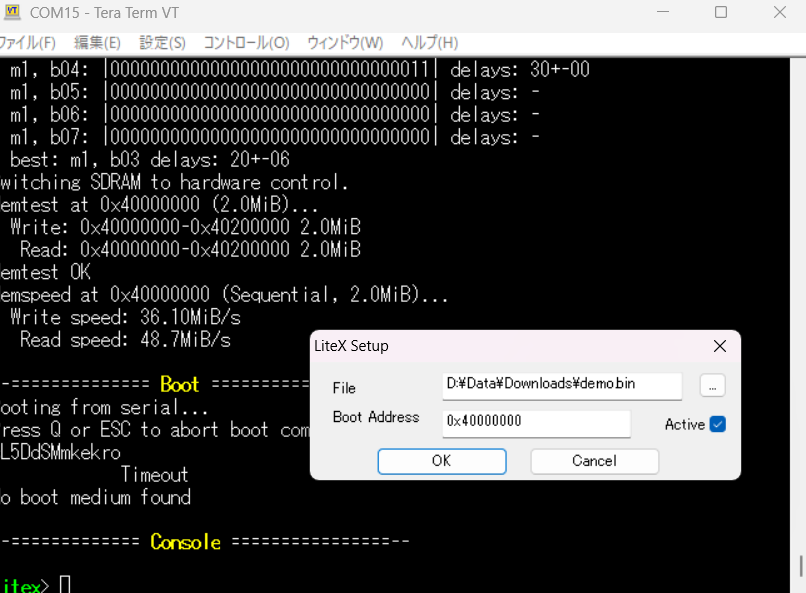 COM15 - Tera Term VT
ファイル(F) 編集(E) 設定(S) コントロール(O) ウィンドウ(W) ヘルプ(H)
m1, b04: |00000000000000000000000000000011| delays: 30+-00
m1, b05: |00000000000000000000000000000000| delays: -
m1, b06: |00000000000000000000000000000000| delays: -
m1, b07: |00000000000000000000000000000000| delays: -
best: m1, b03 delays: 20+-06
witching SDRAM to hardware control.
emtest at 0x40000000 (2.0MiB)...
Write: 0x40000000-0x40200000 2.0MiB
Read: 0x40000000-0x40200000 2.0MiB
emtest OK
emspeed at 0x40000000 (Sequential, 2.0MiB)...
Write speed: 36.10MiB/s
Read speed: 48.7MiB/s
-============== Boot ==========
ooting from serial...
ress Q or ESC to abort boot com
L5DdSMmkekro
Timeout
o boot medium found
-============= Console ================--
itex>
LiteX Setup
File D:¥Data¥Downloads¥demo.bin ...
Boot Address 0x40000000 Active
OK Cancel